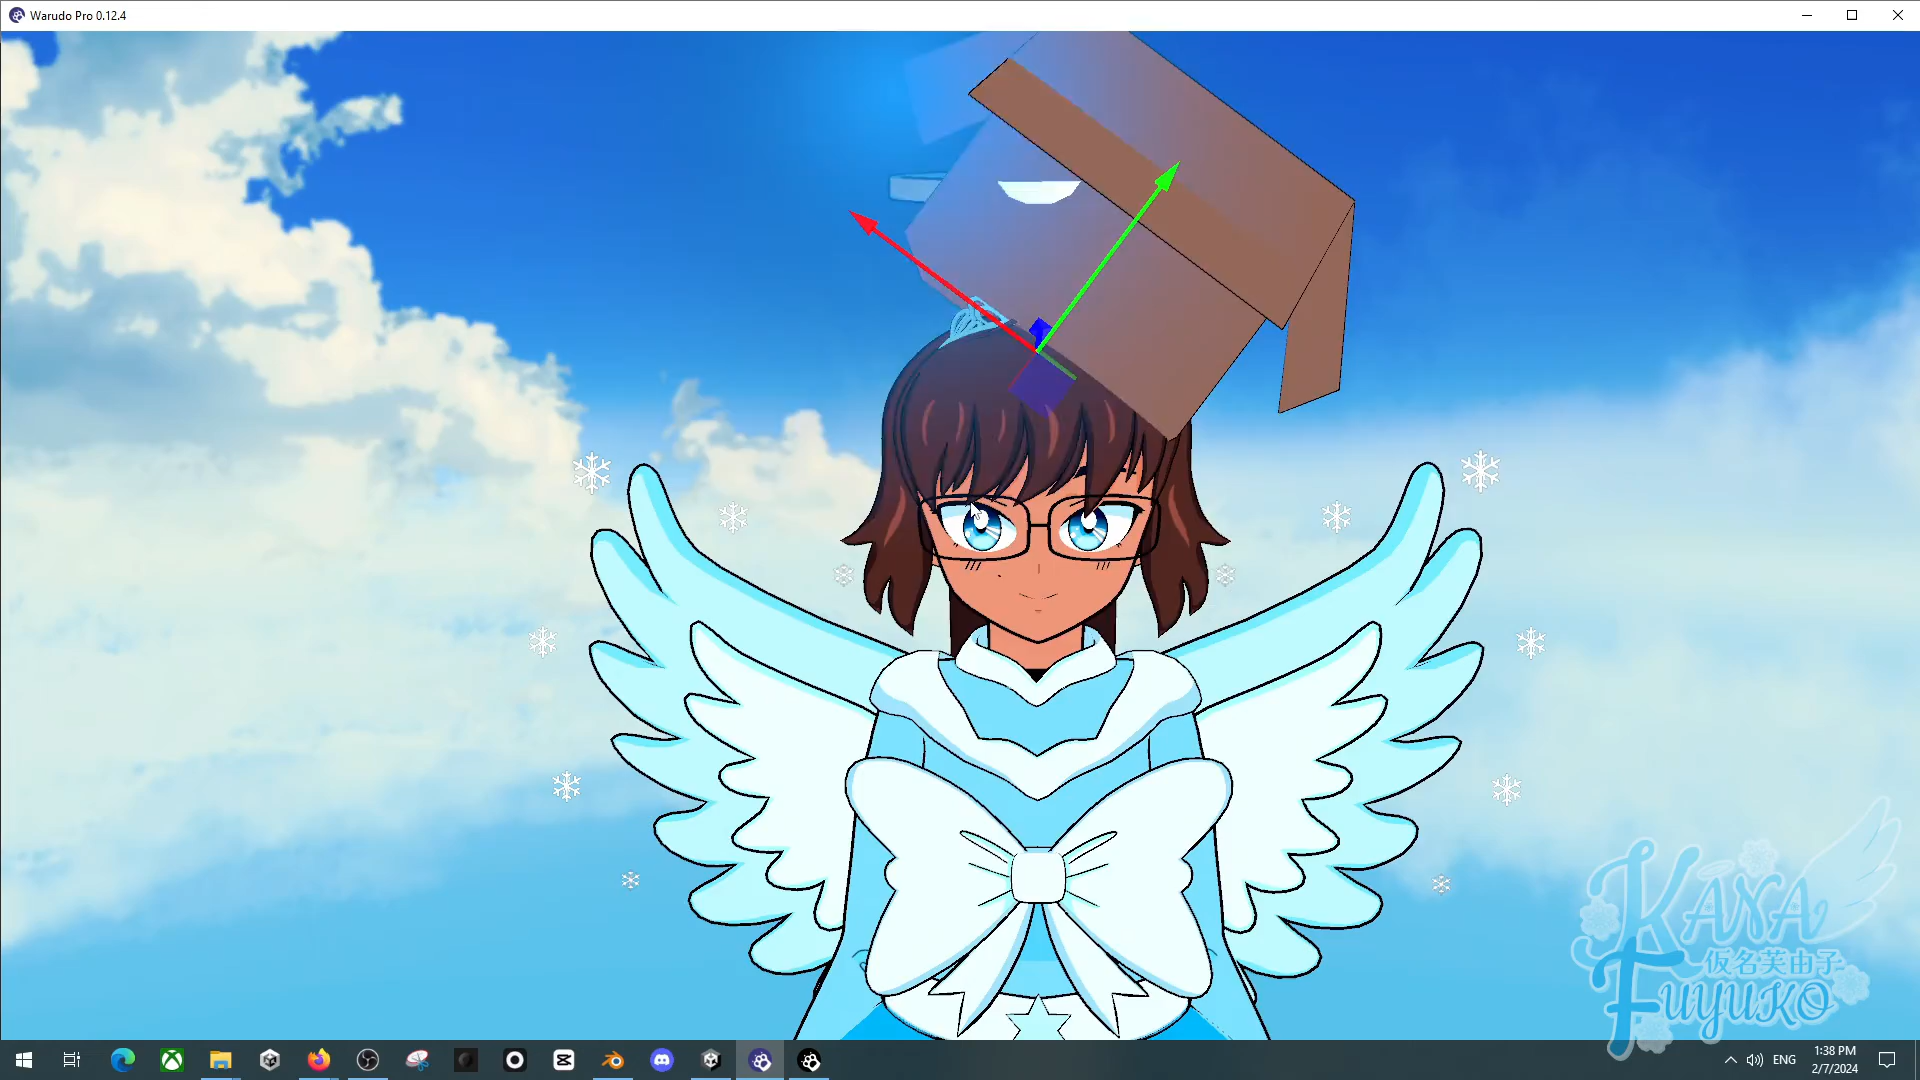 Warudo Pro 0.12.4
KANA
仮名芙由子
FUYUKO
ENG
1:38 PM
2/7/2024